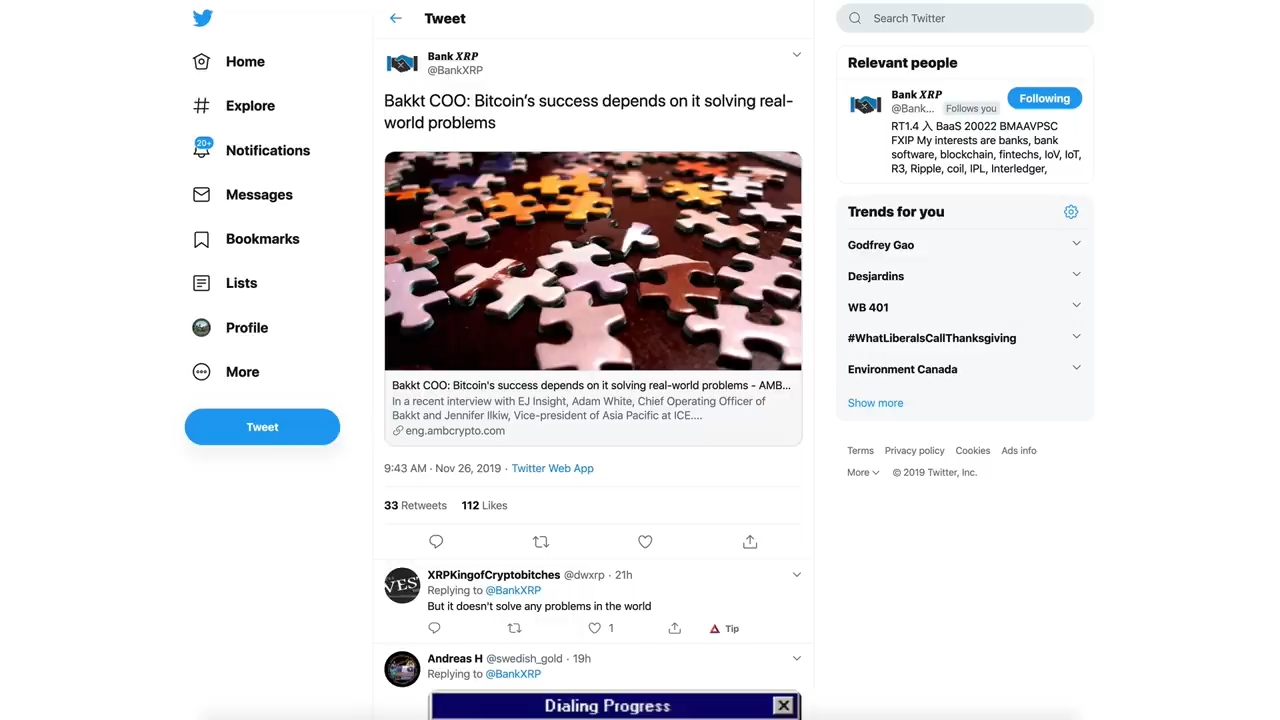 Home
Explore
20+
Notifications
Messages
Bookmarks
Lists
Profile
More
Tweet
Tweet
Bank XRP
@BankXRP
Bakkt COO: Bitcoin’s success depends on it solving real-
world problems
Bakkt COO: Bitcoin's success depends on it solving real-world problems - AMB...
In a recent interview with EJ Insight, Adam White, Chief Operating Officer of
Bakkt and Jennifer Ilkiw, Vice-president of Asia Pacific at ICE....
eng.ambcrypto.com
9:43 AM · Nov 26, 2019 · Twitter Web App
33 Retweets 112 Likes
XRPKingofCryptobitches @dwxrp · 21h
Replying to @BankXRP
But it doesn't solve any problems in the world
1
Tip
Andreas H @swedish_gold · 19h
Replying to @BankXRP
Dialing Progress
Search Twitter
Relevant people
Bank XRP
@Bank... Follows you
Following
RT1.4 入 BaaS 20022 BMAAVPSC
FXIP My interests are banks, bank
software, blockchain, fintechs, IoV, IoT,
R3, Ripple, coil, IPL, Interledger,
Trends for you
Godfrey Gao
Desjardins
WB 401
#WhatLiberalsCallThanksgiving
Environment Canada
Show more
Terms Privacy policy Cookies Ads info
More © 2019 Twitter, Inc.